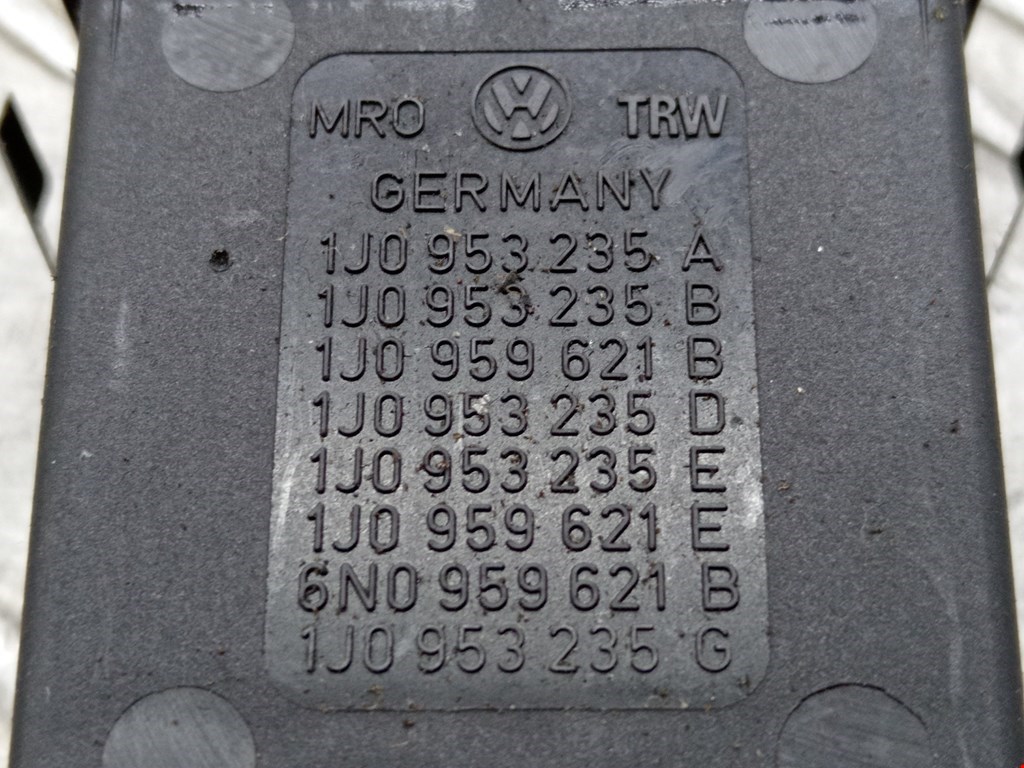 MRO VW TRW
GERMANY
1J0 953 235 A
1J0 953 235 B
1J0 959 621 B
1J0 953 235 D
1J0 953 235 E
1J0 959 621 E
6N0 959 621 B
1J0 953 235 G